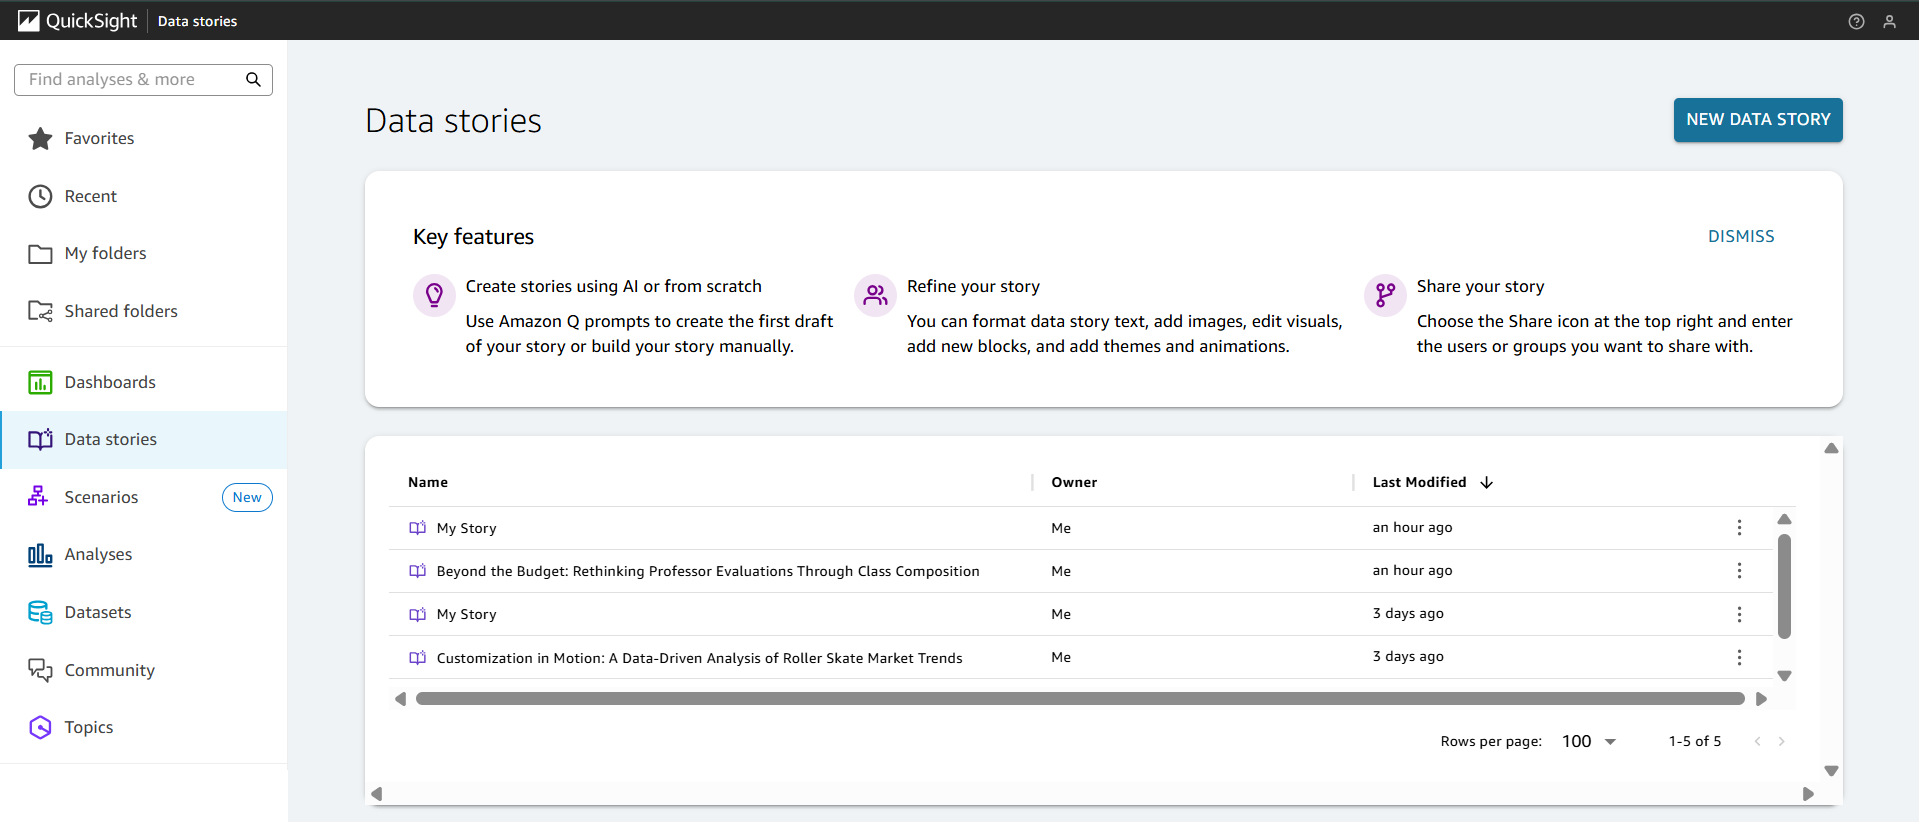 QuickSight Data stories
Find analyses & more
Favorites
Recent
My folders
Shared folders
Dashboards
Data stories
Scenarios New
Analyses
Datasets
Community
Topics
Data stories
NEW DATA STORY
Key features
DISMISS
Create stories using AI or from scratch
Use Amazon Q prompts to create the first draft
of your story or build your story manually.
Refine your story
You can format data story text, add images, edit visuals,
add new blocks, and add themes and animations.
Share your story
Choose the Share icon at the top right and enter
the users or groups you want to share with.
Name Owner Last Modified
My Story Me an hour ago
Beyond the Budget: Rethinking Professor Evaluations Through Class Composition Me an hour ago
My Story Me 3 days ago
Customization in Motion: A Data-Driven Analysis of Roller Skate Market Trends Me 3 days ago
Rows per page: 100 1-5 of 5